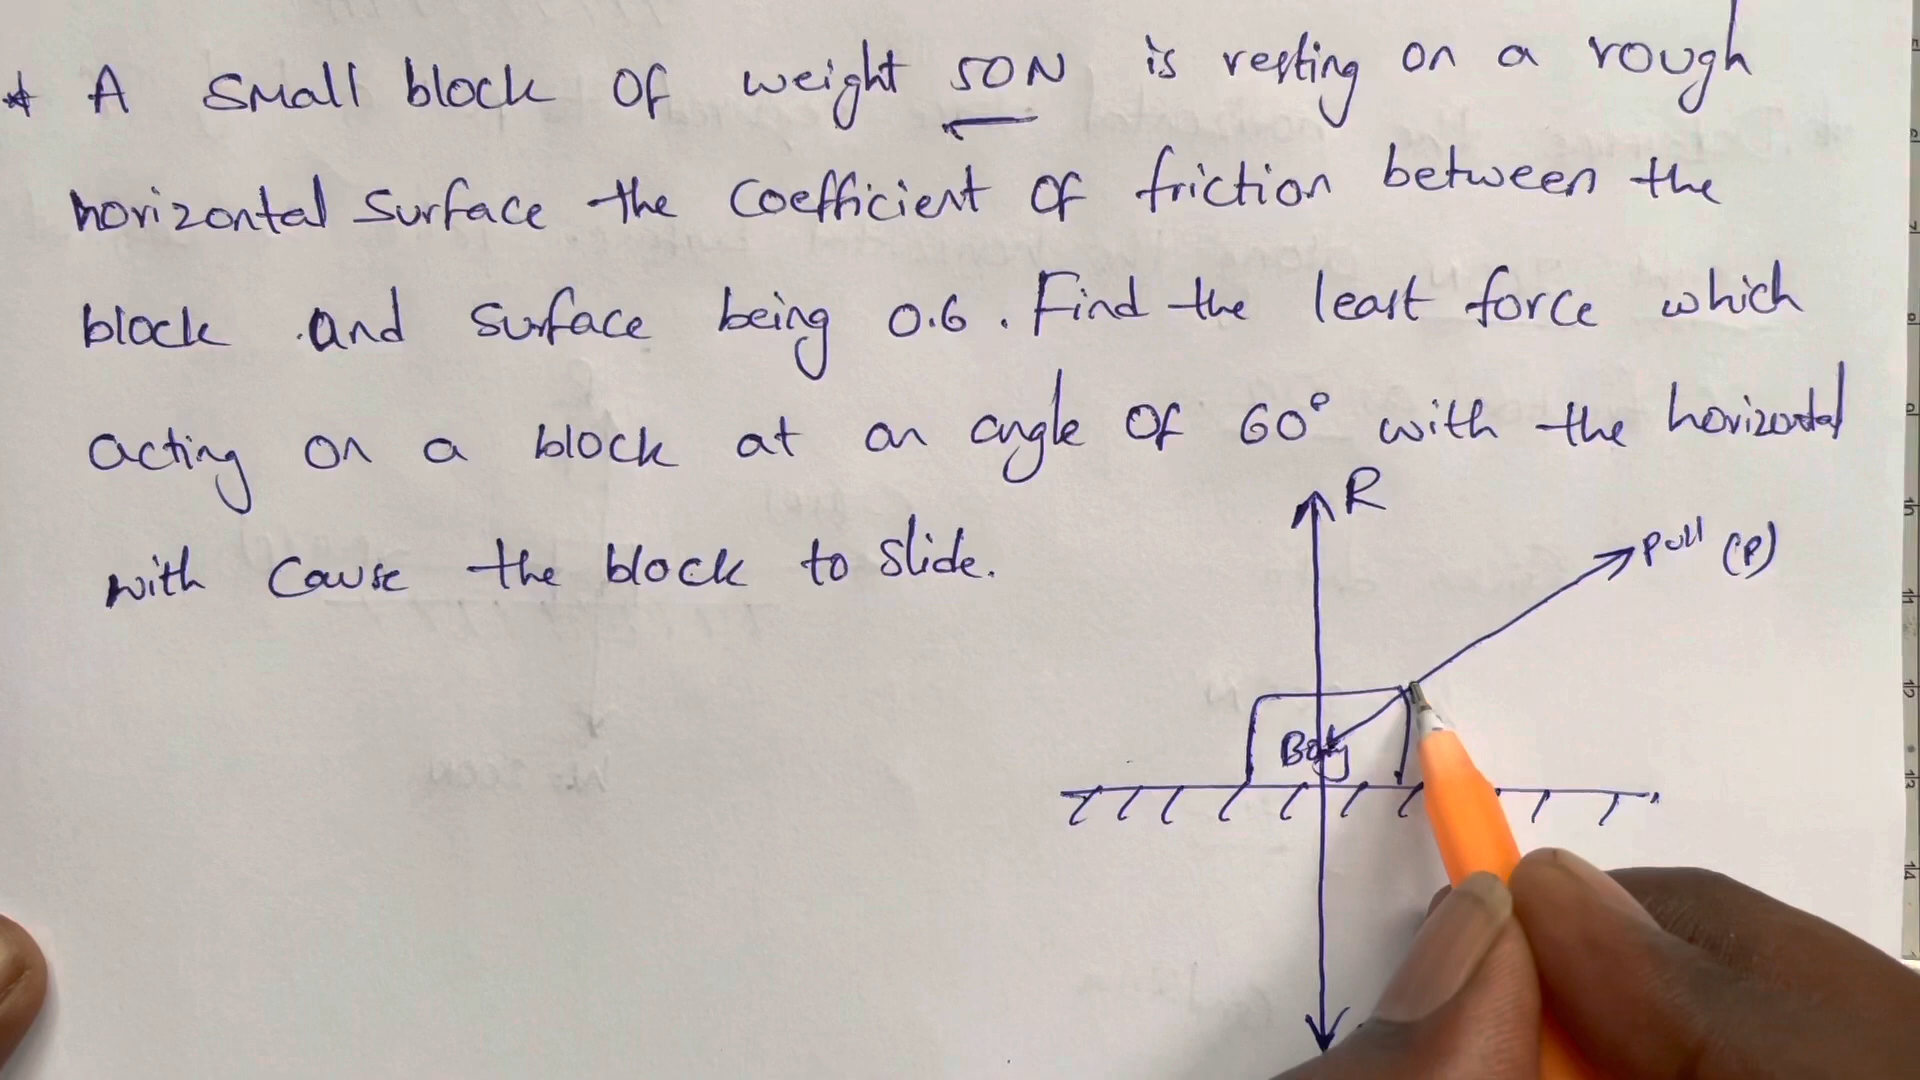 * A small block of weight 50N is resting on a rough
horizontal surface the coefficient of friction between the
block and surface being 0.6. Find the least force which
acting on a block at an angle of 60° with the horizontal
with cause the block to slide.
R
Pull (P)
Body